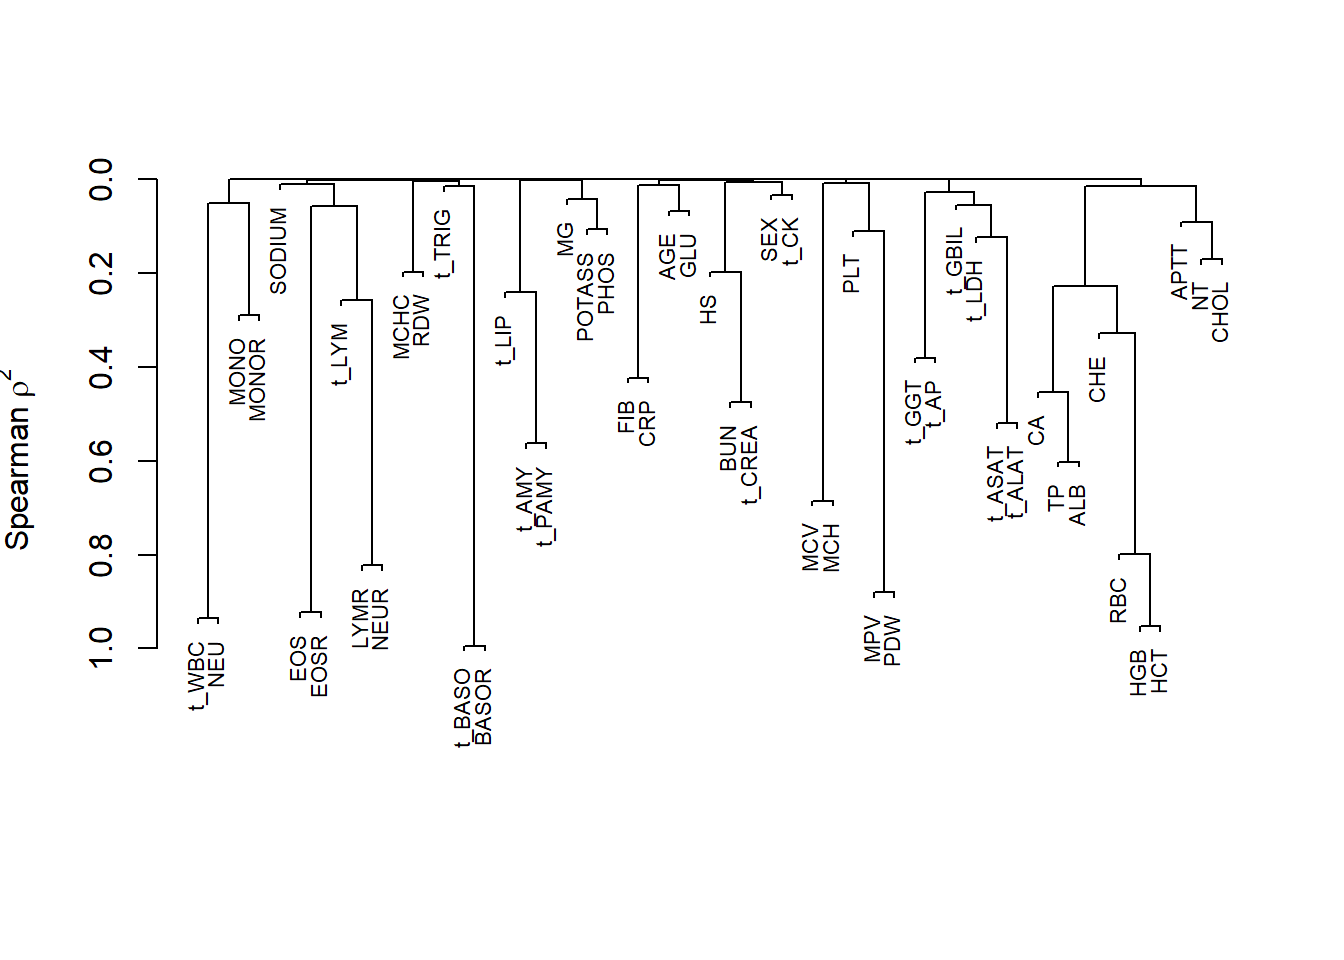 Spearman ρ²
0.0
0.2
0.4
0.6
0.8
1.0
t_WBC
NEU
MONO
MONOR
SODIUM
EOS
EOSR
t_LYM
LYMR
NEUR
MCHC
RDW
t_TRIG
t_BASO
BASOR
t_LIP
t_AMY
t_PAMY
MG
POTASS
PHOS
FIB
CRP
AGE
GLU
HS
BUN
t_CREA
SEX
t_CK
MCV
MCH
PLT
MPV
PDW
t_GGT
t_AP
t_GBIL
t_LDH
t_ASAT
t_ALAT
CA
TP
ALB
CHE
RBC
HGB
HCT
APTT
NT
CHOL